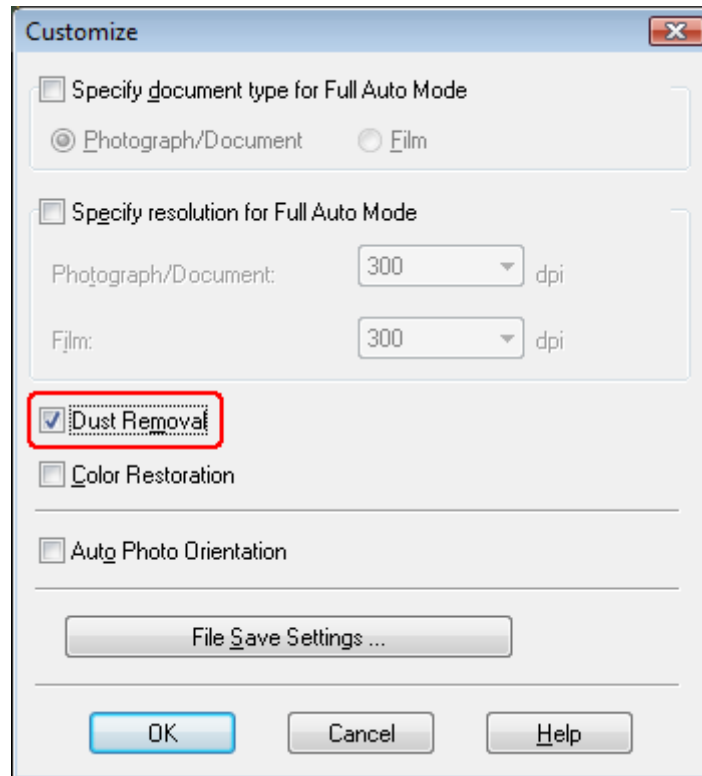 Customize
Specify document type for Full Auto Mode
Photograph/Document Film
Specify resolution for Full Auto Mode
Photograph/Document: 300 dpi
Film: 300 dpi
Dust Removal
Color Restoration
Auto Photo Orientation
File Save Settings ...
OK Cancel Help